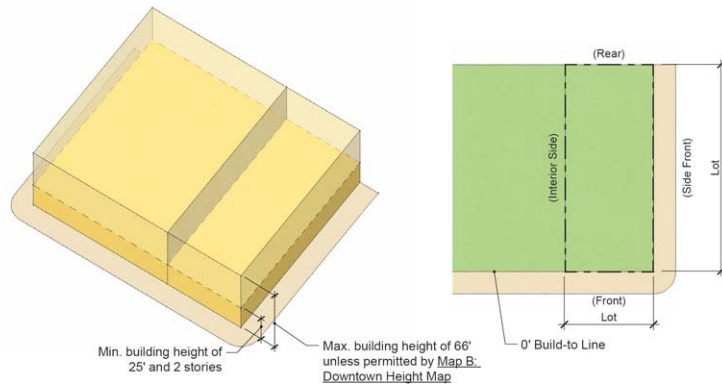 Min. building height of
25' and 2 stories
Max. building height of 66'
unless permitted by Map B:
Downtown Height Map
(Rear)
(Interior Side)
(Side Front)
Lot
(Front)
Lot
0' Build-to Line